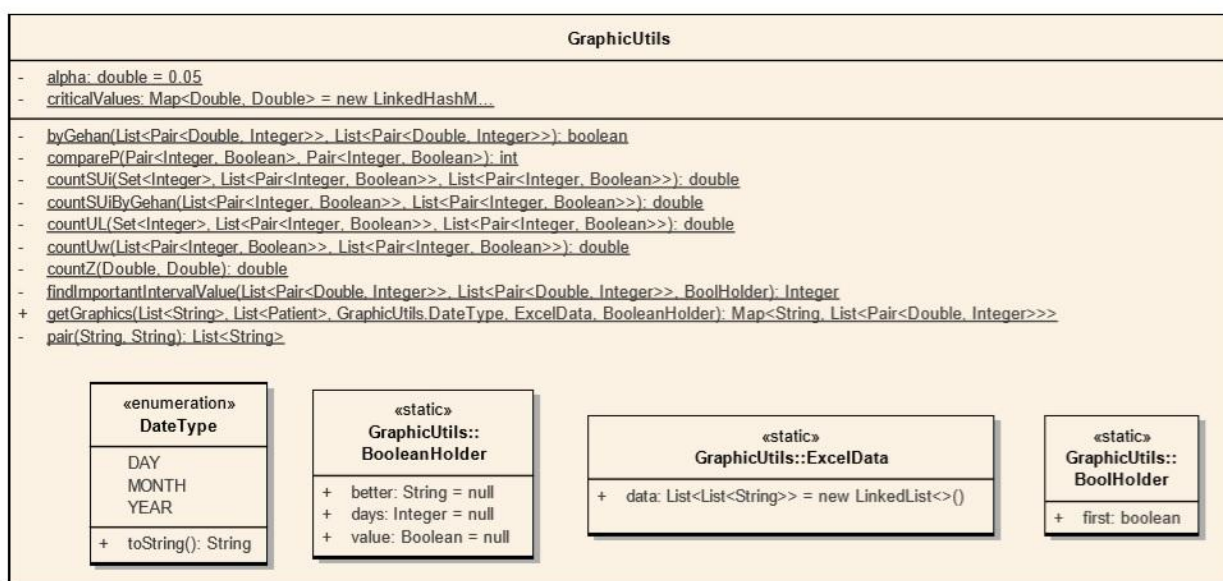 GraphicUtils
- alpha: double = 0.05
- criticalValues: Map<Double, Double> = new LinkedHashM...
- byGehan(List<Pair<Double, Integer>>, List<Pair<Double, Integer>>): boolean
- compareP(Pair<Integer, Boolean>, Pair<Integer, Boolean>): int
- countSUi(Set<Integer>, List<Pair<Integer, Boolean>>, List<Pair<Integer, Boolean>>): double
- countSUiByGehan(List<Pair<Integer, Boolean>>, List<Pair<Integer, Boolean>>): double
- countUL(Set<Integer>, List<Pair<Integer, Boolean>>, List<Pair<Integer, Boolean>>): double
- countUw(List<Pair<Integer, Boolean>>, List<Pair<Integer, Boolean>>): double
- countZ(Double, Double): double
- findImportantIntervalValue(List<Pair<Double, Integer>>, List<Pair<Double, Integer>>, BoolHolder): Integer
+ getGraphics(List<String>, List<Patient>, GraphicUtils.DateType, ExcelData, BooleanHolder): Map<String, List<Pair<Double, Integer>>>
- pair(String, String): List<String>
«enumeration»
DateType
DAY
MONTH
YEAR
+ toString(): String
«static»
GraphicUtils::
BooleanHolder
+ better: String = null
+ days: Integer = null
+ value: Boolean = null
«static»
GraphicUtils::ExcelData
+ data: List<List<String>> = new LinkedList<>()
«static»
GraphicUtils::
BoolHolder
+ first: boolean